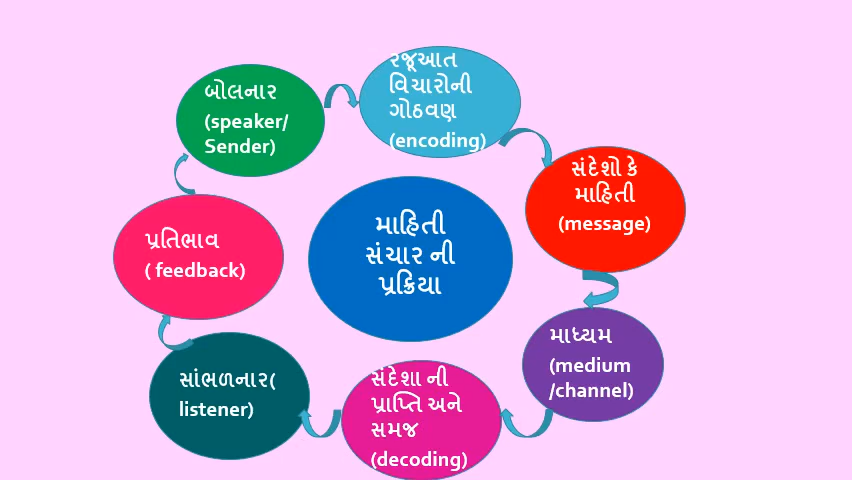 બોલનાર
(speaker/
Sender)
રજૂઆત
વિચારોની
ગોઠવણ
(encoding)
સંદેશો કે
માહિતી
(message)
માધ્યમ
(medium
/channel)
સંદેશા ની
પ્રાપ્તિ અને
સમજ
(decoding)
સાંભળનાર(
listener)
પ્રતિભાવ
( feedback)
માહિતી
સંચાર ની
પ્રક્રિયા